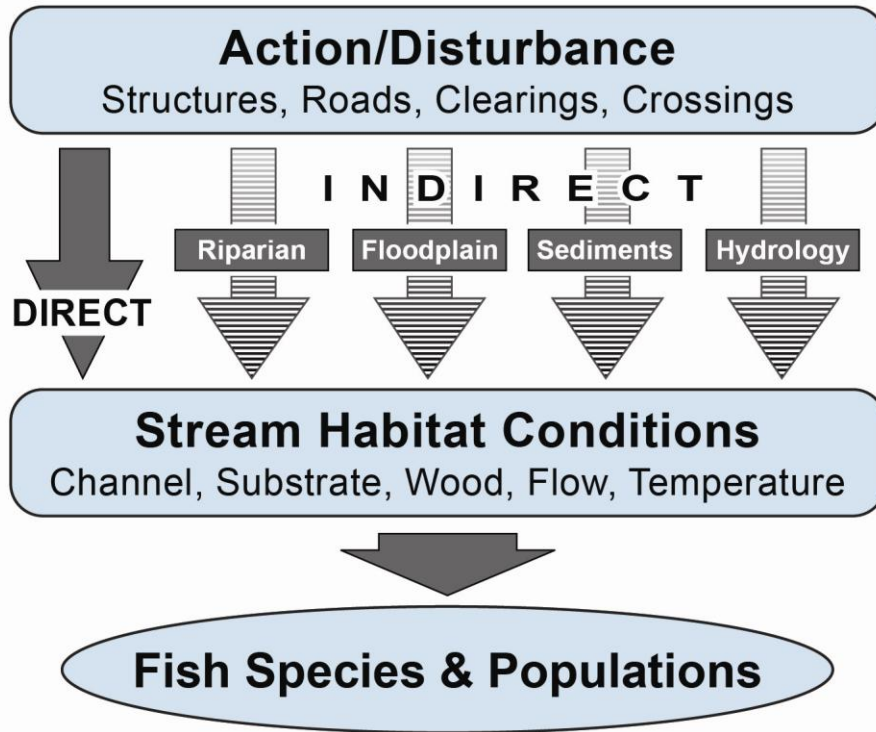 Action/Disturbance
Structures, Roads, Clearings, Crossings
INDIRECT
Riparian
Floodplain
Sediments
Hydrology
DIRECT
Stream Habitat Conditions
Channel, Substrate, Wood, Flow, Temperature
Fish Species & Populations